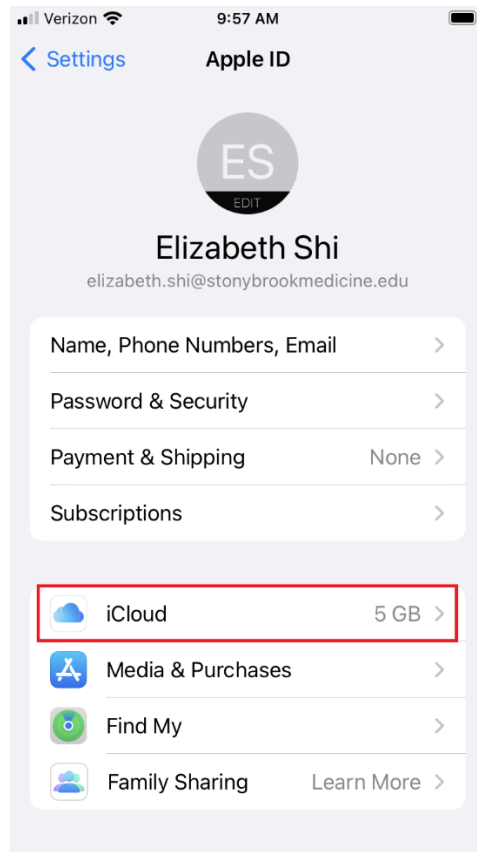 Verizon 9:57 AM
Settings Apple ID
ES
EDIT
Elizabeth Shi
elizabeth.shi@stonybrookmedicine.edu
Name, Phone Numbers, Email
Password & Security
Payment & Shipping None
Subscriptions
iCloud 5 GB
Media & Purchases
Find My
Family Sharing Learn More